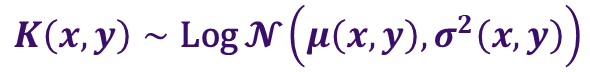 K(x, y) ∼ Log 𝒩(μ(x, y), σ²(x, y))